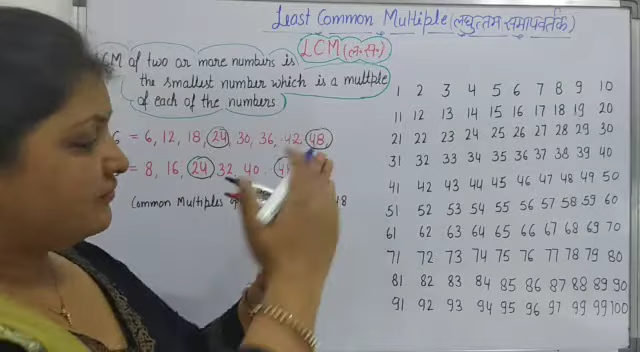 Least Common Multiple (लघुत्तम समापवर्तक)
LCM (ल॰स॰)
LCM of two or more numbers is
the smallest number which is a multiple
of each of the numbers
6 = 6, 12, 18, 24, 30, 36, 42, 48
= 8, 16, 24 32, 40
Common Multiples 48
1 2 3 4 5 6 7 8 9 10
11 12 13 14 15 16 17 18 19 20
21 22 23 24 25 26 27 28 29 30
31 32 33 34 35 36 37 38 39 40
41 42 43 44 45 46 47 48 49 50
51 52 53 54 55 56 57 58 59 60
61 62 63 64 65 66 67 68 69 70
71 72 73 74 75 76 77 78 79 80
81 82 83 84 85 86 87 88 89 90
91 92 93 94 95 96 97 98 99 100